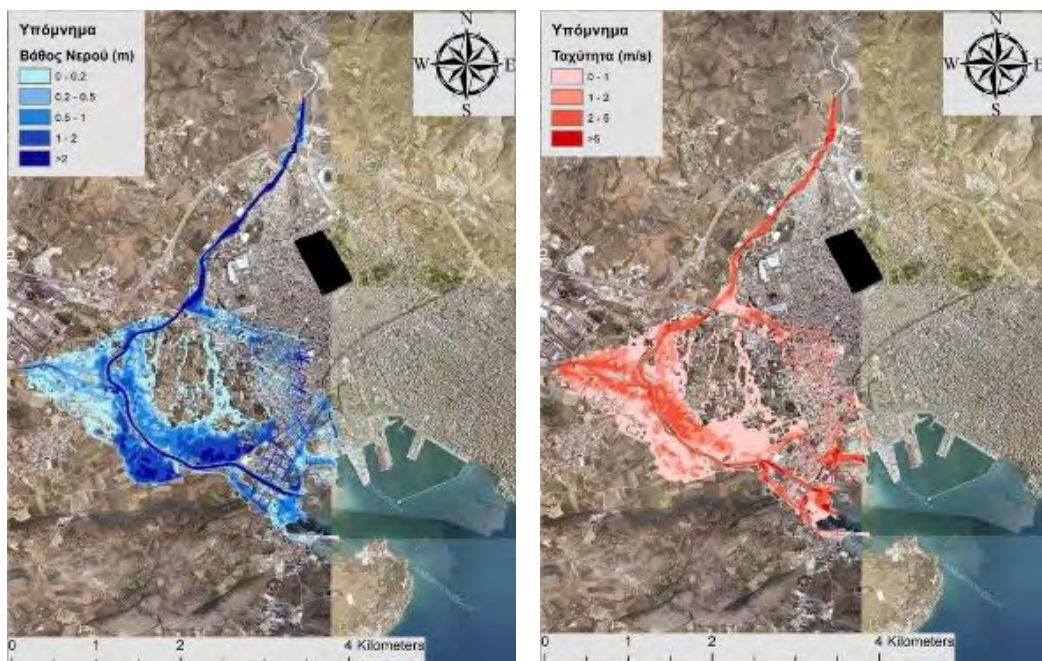 Υπόμνημα
Βάθος Νερού (m)
0 - 0.2
0.2 - 0.5
0.5 - 1
1 - 2
>2
N
W
E
S
0
1
2
4 Kilometers
Υπόμνημα
Ταχύτητα (m/s)
0 - 1
1 - 2
2 - 5
>5
N
W
E
S
0
1
2
4 Kilometers